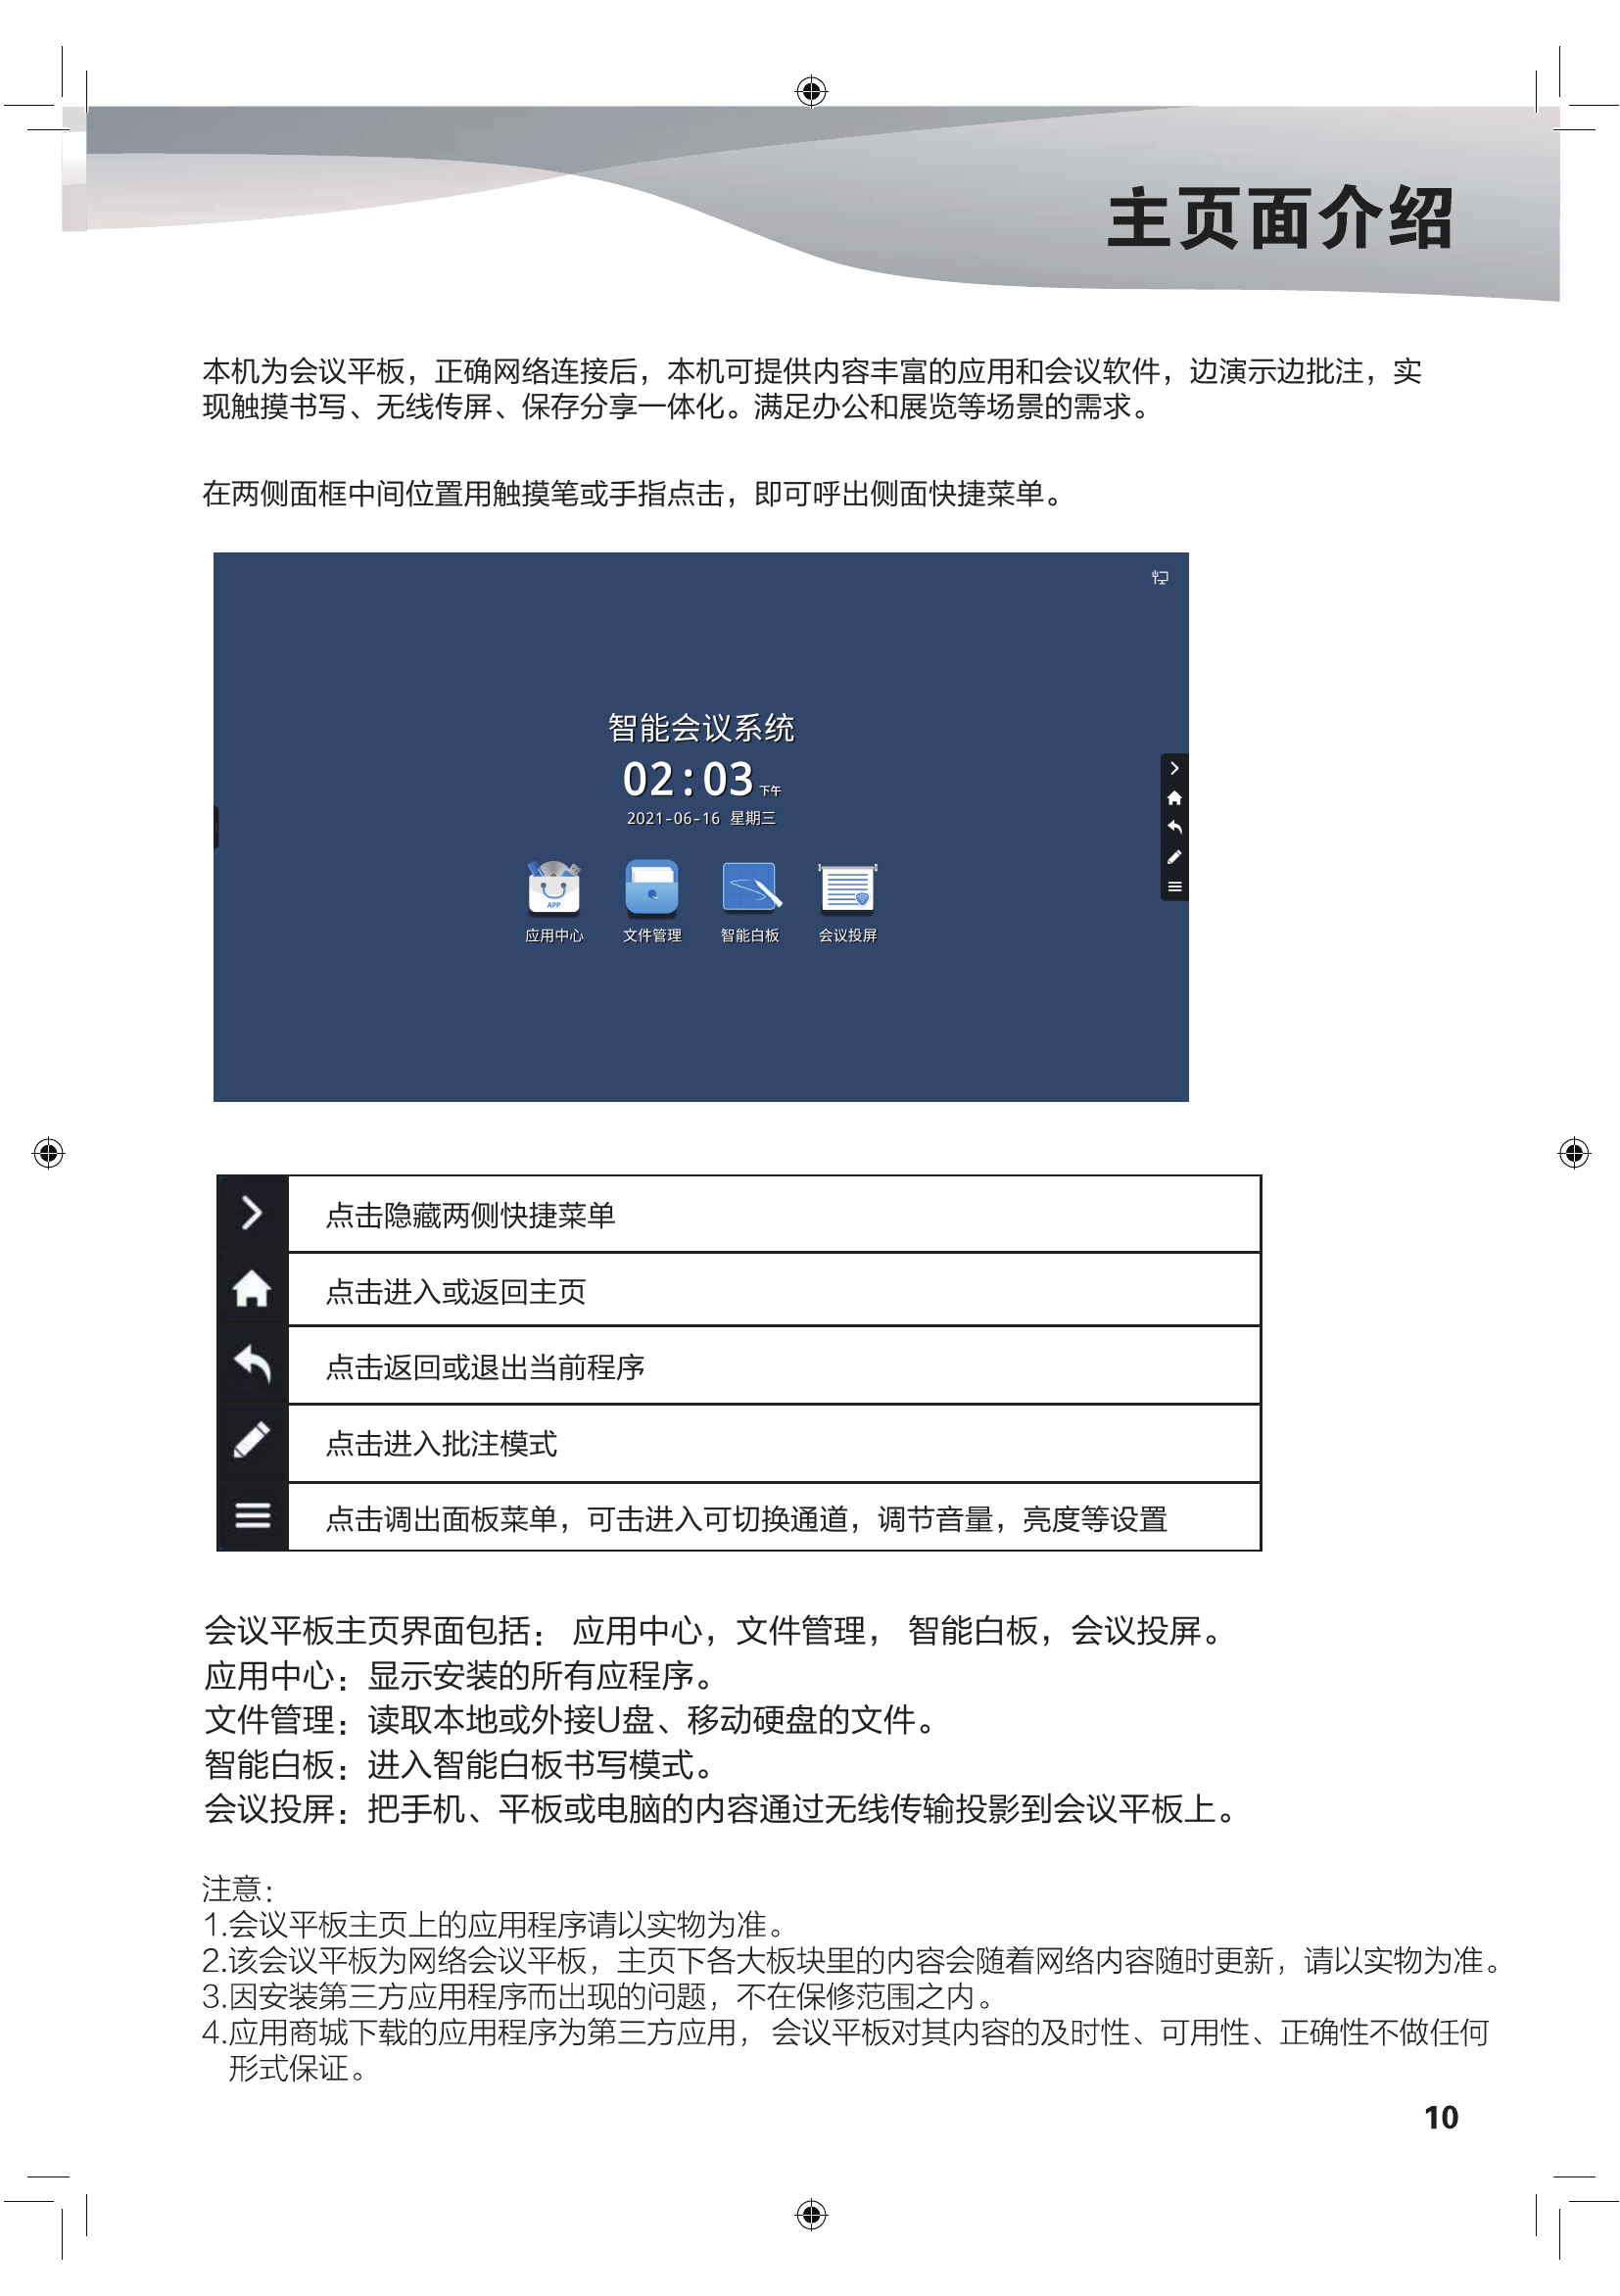 主页面介绍
本机为会议平板，正确网络连接后，本机可提供内容丰富的应用和会议软件，边演示边批注，实
现触摸书写、无线传屏、保存分享一体化。满足办公和展览等场景的需求。
在两侧面框中间位置用触摸笔或手指点击，即可呼出侧面快捷菜单。
智能会议系统
02:03 下午
2021-06-16 星期三
APP
应用中心 文件管理 智能白板 会议投屏
点击隐藏两侧快捷菜单
点击进入或返回主页
点击返回或退出当前程序
点击进入批注模式
点击调出面板菜单，可击进入可切换通道，调节音量，亮度等设置
会议平板主页界面包括： 应用中心，文件管理， 智能白板，会议投屏。
应用中心：显示安装的所有应程序。
文件管理：读取本地或外接U盘、移动硬盘的文件。
智能白板：进入智能白板书写模式。
会议投屏：把手机、平板或电脑的内容通过无线传输投影到会议平板上。
注意：
1.会议平板主页上的应用程序请以实物为准。
2.该会议平板为网络会议平板，主页下各大板块里的内容会随着网络内容随时更新，请以实物为准。
3.因安装第三方应用程序而出现的问题，不在保修范围之内。
4.应用商城下载的应用程序为第三方应用， 会议平板对其内容的及时性、可用性、正确性不做任何
形式保证。
10